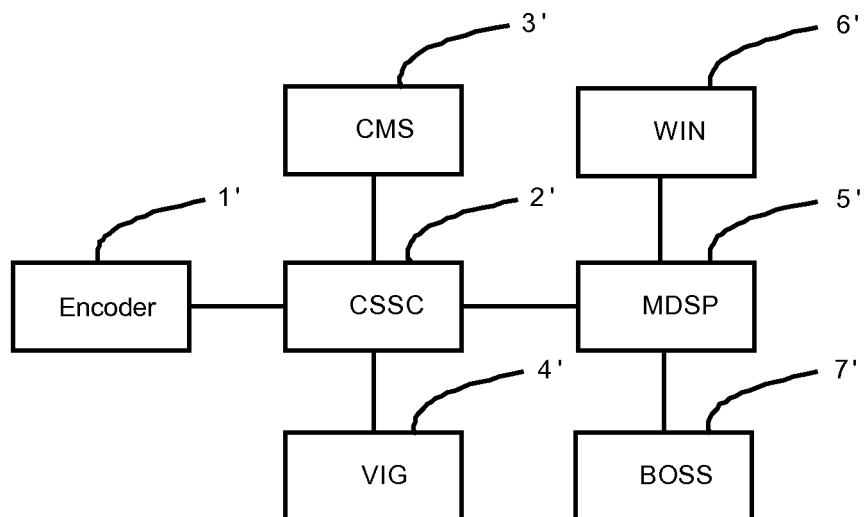 3'
6'
CMS
WIN
1'
2'
5'
Encoder
CSSC
MDSP
4'
7'
VIG
BOSS